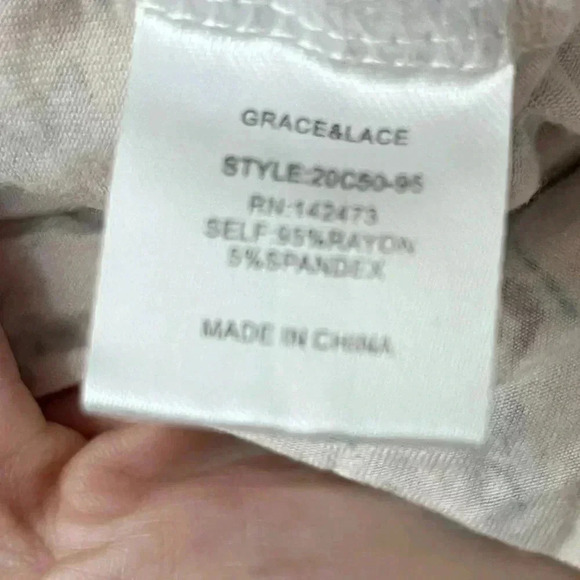 GRACE&LACE
STYLE:20C50-95
RN:142473
SELF:95%RAYON
5%SPANDEX
MADE IN CHINA